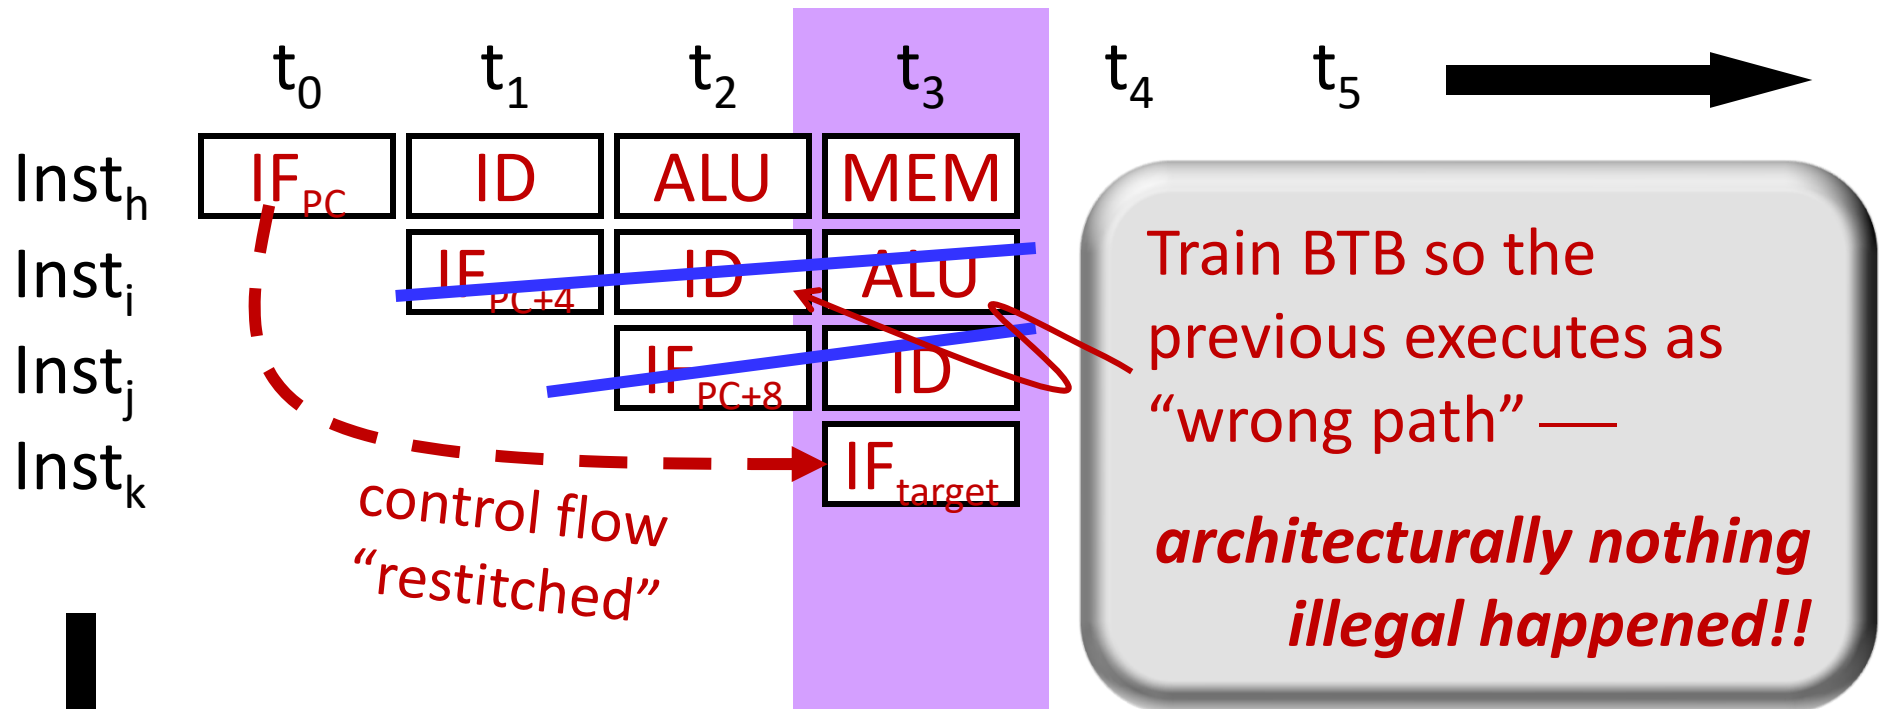 t0 t1 t2 t3 t4 t5
Insth IFPC ID ALU MEM
Insti IFPC+4 ID ALU
Instj IFPC+8 ID
Instk IFtarget
control flow
“restitched”
Train BTB so the
previous executes as
“wrong path” —
architecturally nothing
illegal happened!!